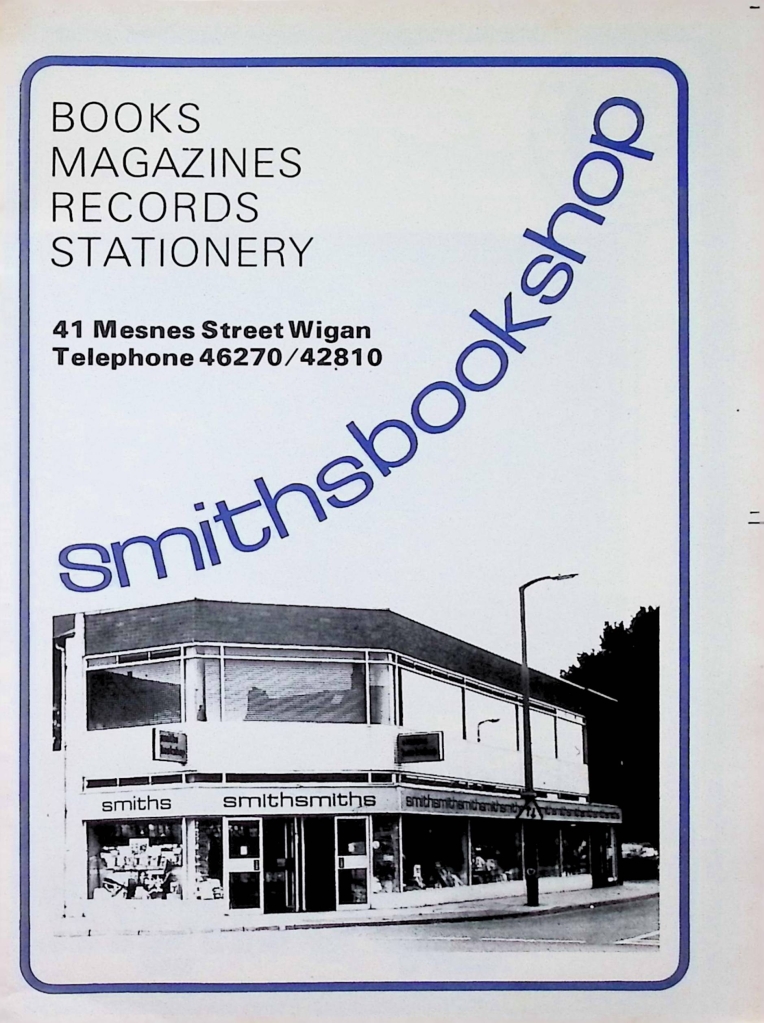 BOOKS
MAGAZINES
RECORDS
STATIONERY
41 Mesnes Street Wigan
Telephone 46270/42810
smithsbookshop
smiths
smithsmiths